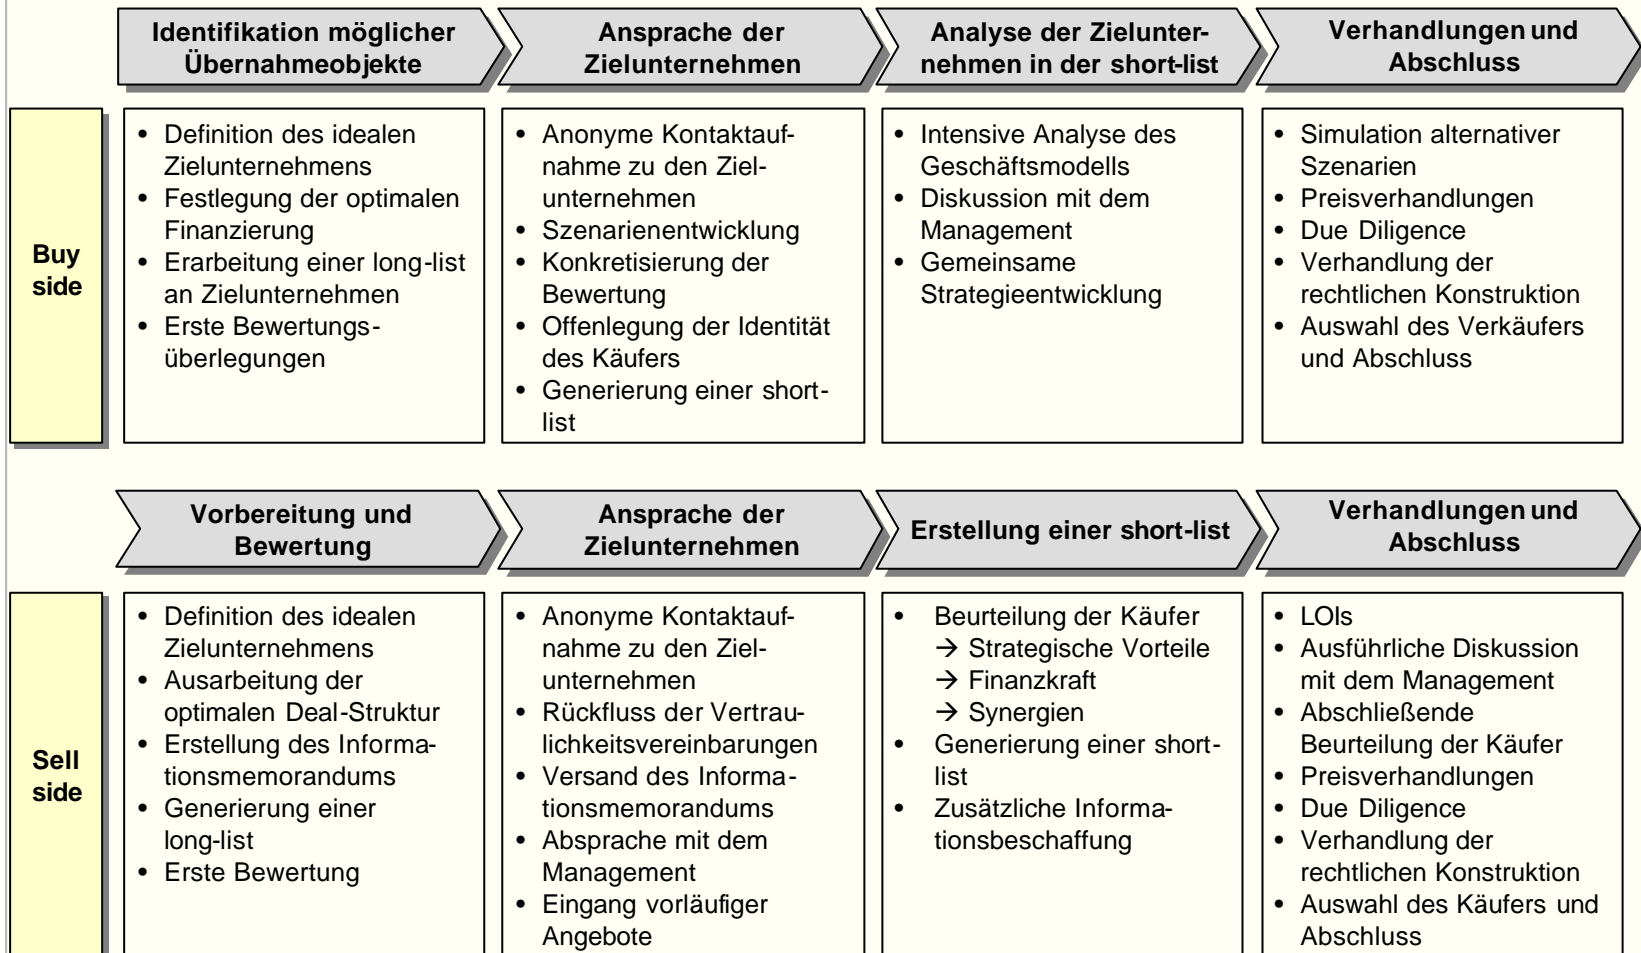 Identifikation möglicher
Übernahmeobjekte
Ansprache der
Zielunternehmen
Analyse der Zielunter-
nehmen in der short-list
Verhandlungen und
Abschluss
Buy
side
• Definition des idealen
Zielunternehmens
• Festlegung der optimalen
Finanzierung
• Erarbeitung einer long-list
an Zielunternehmen
• Erste Bewertungs-
überlegungen
• Anonyme Kontaktauf-
nahme zu den Ziel-
unternehmen
• Szenarienentwicklung
• Konkretisierung der
Bewertung
• Offenlegung der Identität
des Käufers
• Generierung einer short-
list
• Intensive Analyse des
Geschäftsmodells
• Diskussion mit dem
Management
• Gemeinsame
Strategieentwicklung
• Simulation alternativer
Szenarien
• Preisverhandlungen
• Due Diligence
• Verhandlung der
rechtlichen Konstruktion
• Auswahl des Verkäufers
und Abschluss
Vorbereitung und
Bewertung
Ansprache der
Zielunternehmen
Erstellung einer short-list
Verhandlungen und
Abschluss
Sell
side
• Definition des idealen
Zielunternehmens
• Ausarbeitung der
optimalen Deal-Struktur
• Erstellung des Informa-
tionsmemorandums
• Generierung einer
long-list
• Erste Bewertung
• Anonyme Kontaktauf-
nahme zu den Ziel-
unternehmen
• Rückfluss der Vertrau-
lichkeitsvereinbarungen
• Versand des Informa-
tionsmemorandums
• Absprache mit dem
Management
• Eingang vorläufiger
Angebote
• Beurteilung der Käufer
→ Strategische Vorteile
→ Finanzkraft
→ Synergien
• Generierung einer short-
list
• Zusätzliche Informa-
tionsbeschaffung
• LOIs
• Ausführliche Diskussion
mit dem Management
• Abschließende
Beurteilung der Käufer
• Preisverhandlungen
• Due Diligence
• Verhandlung der
rechtlichen Konstruktion
• Auswahl des Käufers und
Abschluss